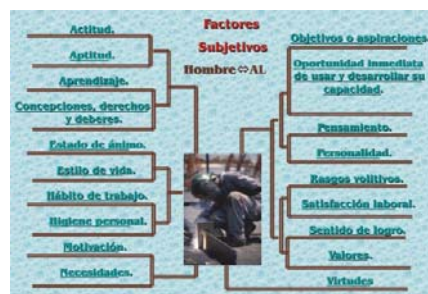 Factores
Subjetivos
Hombre⇔AL
Actitud.
Aptitud.
Aprendizaje.
Concepciones, derechos
y deberes.
Estado de ánimo.
Estilo de vida.
Hábito de trabajo.
Higiene personal.
Motivación.
Necesidades.
Objetivos o aspiraciones.
Oportunidad inmediata
de usar y desarrollar su
capacidad.
Pensamiento.
Personalidad.
Rasgos volitivos.
Satisfacción laboral.
Sentido de logro.
Valores.
Virtudes